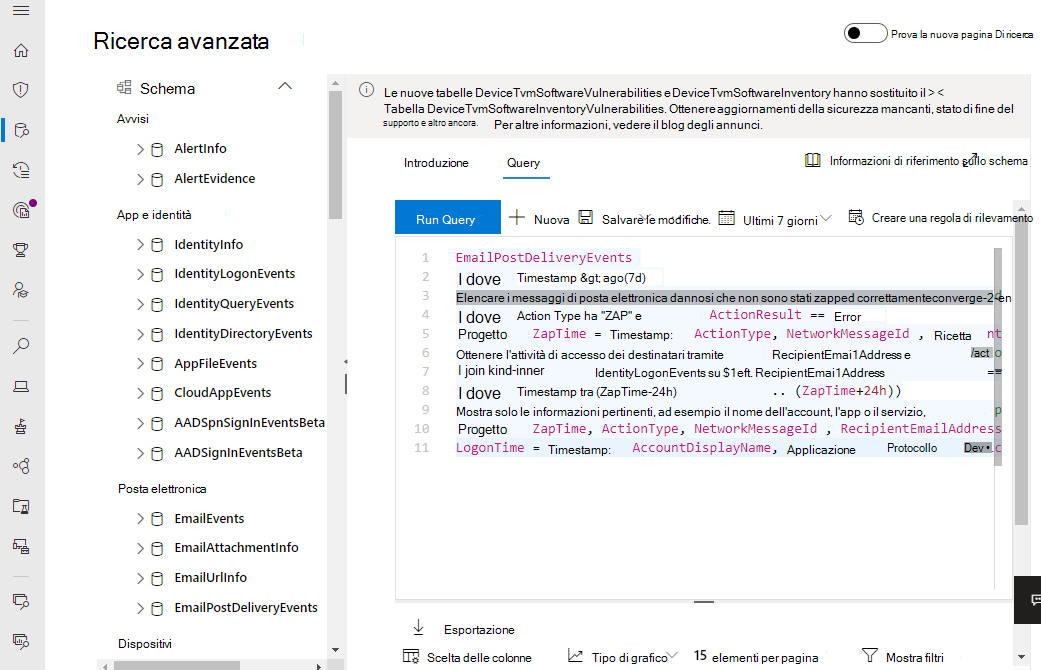 Ricerca avanzata
Prova la nuova pagina Di ricerca
Schema
Avvisi
AlertInfo
AlertEvidence
App e identità
IdentityInfo
IdentityLogonEvents
IdentityQueryEvents
IdentityDirectoryEvents
AppFileEvents
CloudAppEvents
AADSpnSignInEventsBeta
AADSignInEventsBeta
Posta elettronica
EmailEvents
EmailAttachmentInfo
EmailUrlInfo
EmailPostDeliveryEvents
Dispositivi
Le nuove tabelle DeviceTvmSoftwareVulnerabilities e DeviceTvmSoftwareInventory hanno sostituito il > <
Tabella DeviceTvmSoftwareInventoryVulnerabilities. Ottenere aggiornamenti della sicurezza mancanti, stato di fine del
supporto e altro ancora. Per altre informazioni, vedere il blog degli annunci.
Introduzione Query Informazioni di riferimento sullo schema
Run Query Nuova Salvare le modifiche. Ultimi 7 giorni Creare una regola di rilevamento
1 EmailPostDeliveryEvents
2 I dove Timestamp &gt; ago(7d)
3 Elencare i messaggi di posta elettronica dannosi che non sono stati zapped correttamenteconverge-2-en
4 I dove Action Type ha "ZAP" e ActionResult == Error
5 Progetto ZapTime = Timestamp: ActionType, NetworkMessageId , Ricetta nt
6 Ottenere l'attività di accesso dei destinatari tramite RecipientEmai1Address e /act o
7 I join kind-inner IdentityLogonEvents su $1eft. RecipientEmai1Address ==
8 I dove Timestamp tra (ZapTime-24h) .. (ZapTime+24h))
9 Mostra solo le informazioni pertinenti, ad esempio il nome dell'account, l'app o il servizio, p
10 Progetto ZapTime, ActionType, NetworkMessageId , RecipientEmailAddress
11 LogonTime = Timestamp: AccountDisplayName, Applicazione Protocollo Dev • c
Esportazione
Scelta delle colonne Tipo di grafico 15 elementi per pagina Mostra filtri